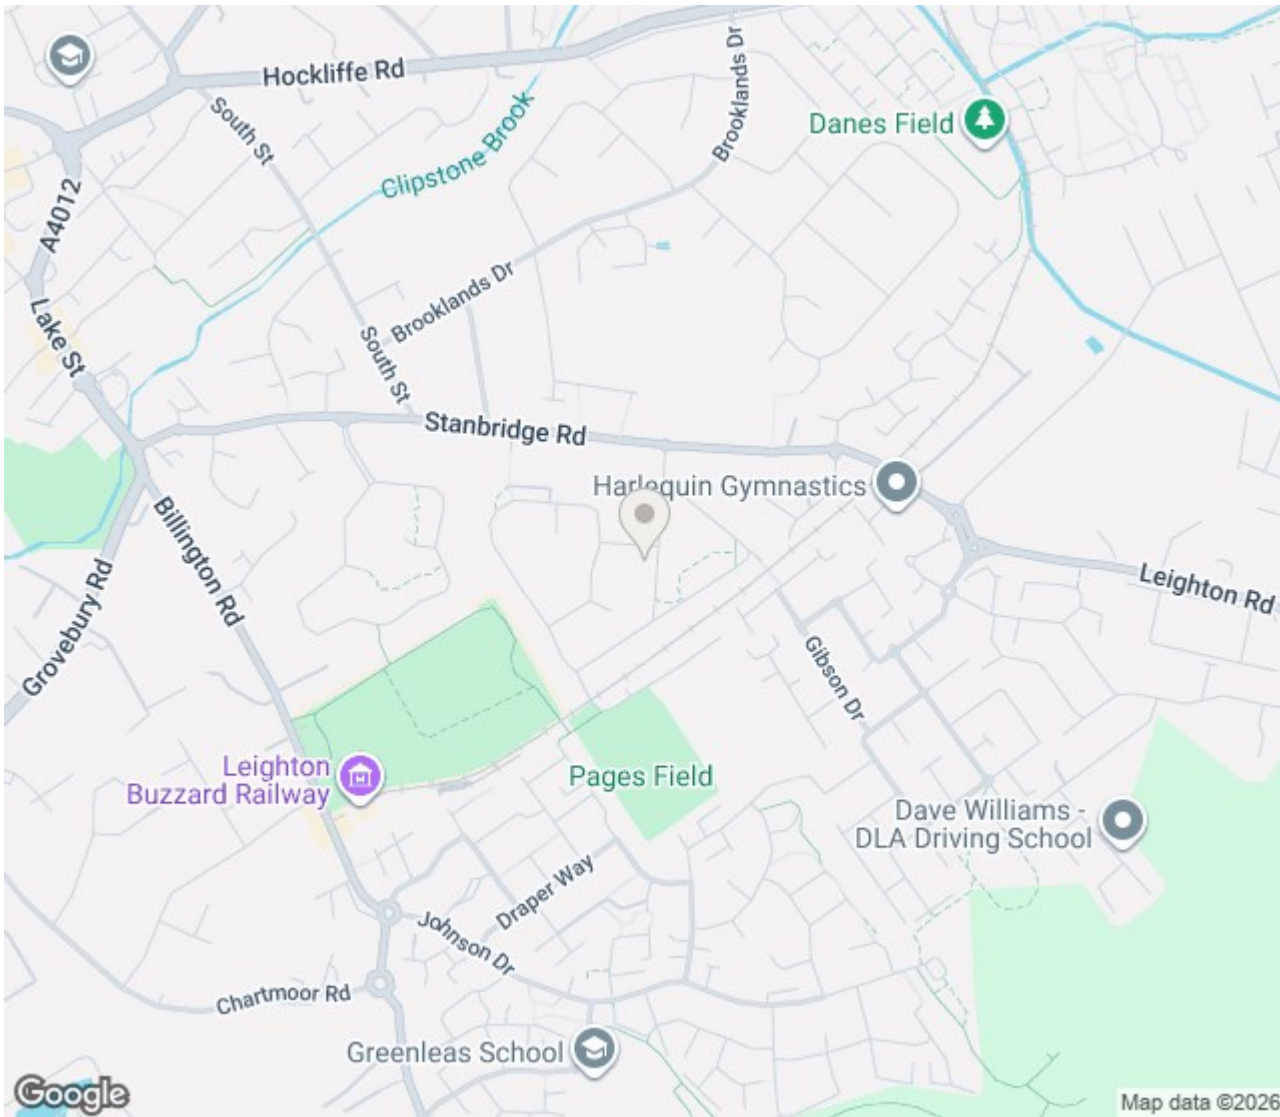 Hockliffe Rd
Brooklands Dr
South St
Danes Field
Clipstone Brook
A4012
Brooklands Dr
Lake St
South St
Stanbridge Rd
Harlequin Gymnastics
Billington Rd
Leighton Rd
Grovebury Rd
Gibson Dr
Leighton
Buzzard Railway
Pages Field
Dave Williams -
DLA Driving School
Draper Way
Johnson Dr
Chartmoor Rd
Greenleas School
Google
Map data ©2026